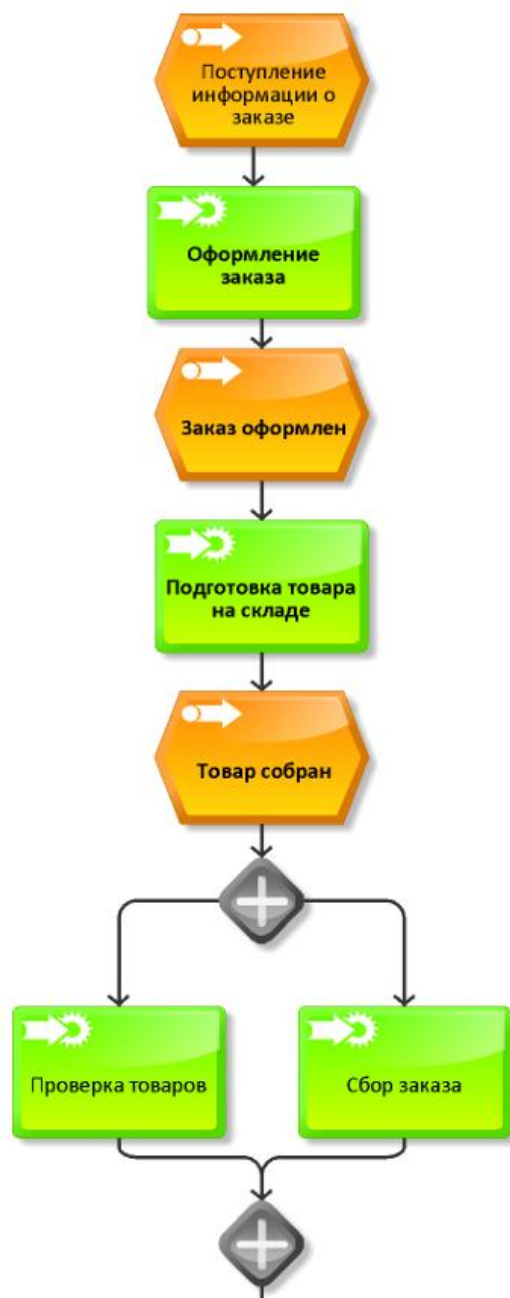 Поступление
информации о
заказе
Оформление
заказа
Заказ оформлен
Подготовка товара
на складе
Товар собран
Проверка товаров
Сбор заказа